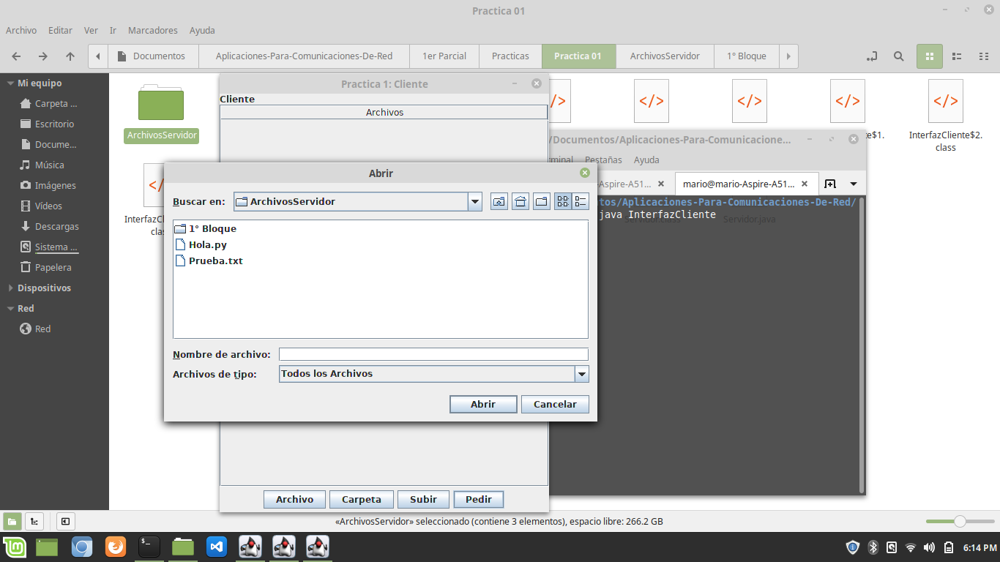 Practica 01
Archivo Editar Ver Ir Marcadores Ayuda
Documentos Aplicaciones-Para-Comunicaciones-De-Red 1er Parcial Practicas Practica 01 ArchivosServidor 1° Bloque
Mi equipo
Carpeta ...
Escritorio
Docume...
Música
Imágenes
Vídeos
Descargas
Sistema ...
Papelera
Dispositivos
Red
Red
ArchivosServidor
e$1.
InterfazCliente$2.
class
InterfazCli
clas
Practica 1: Cliente
Cliente
Archivos
/Documentos/Aplicaciones-Para-Comunicacione...
minal Pestañas Ayuda
-Aspire-A51... mario@mario-Aspire-A51...
tos/Aplicaciones-Para-Comunicaciones-De-Red/
java InterfazCliente
Servidor.class Servidor.java
Abrir
Buscar en: ArchivosServidor
1° Bloque
Hola.py
Prueba.txt
Nombre de archivo:
Archivos de tipo: Todos los Archivos
Abrir Cancelar
Archivo Carpeta Subir Pedir
«ArchivosServidor» seleccionado (contiene 3 elementos), espacio libre: 266.2 GB
6:14 PM